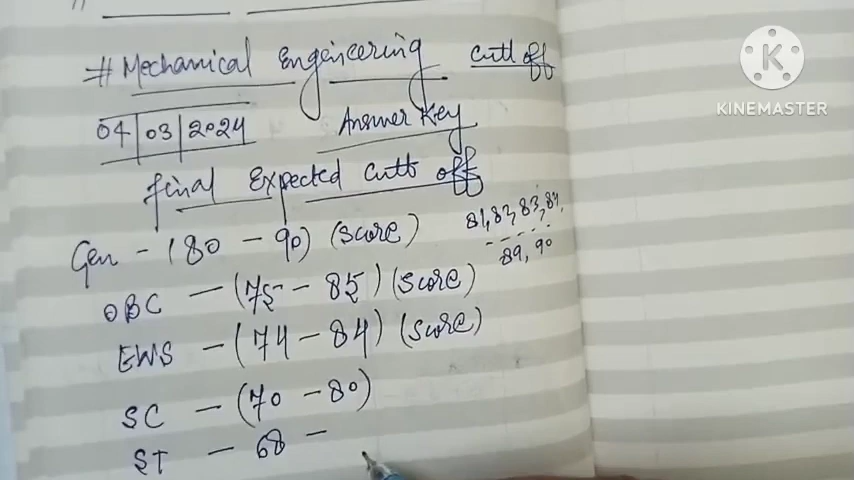 # Mechanical Engineering Cutt off
04|03|2024 Answer Key
final Expected Cutt off
Gen - (80 - 90) (Score)
81, 82, 83, 84,
89, 90
OBC - (75 - 85) (Score)
EWS - (74 - 84) (Score)
SC - (70 - 80)
ST - 68 -
KINEMASTER